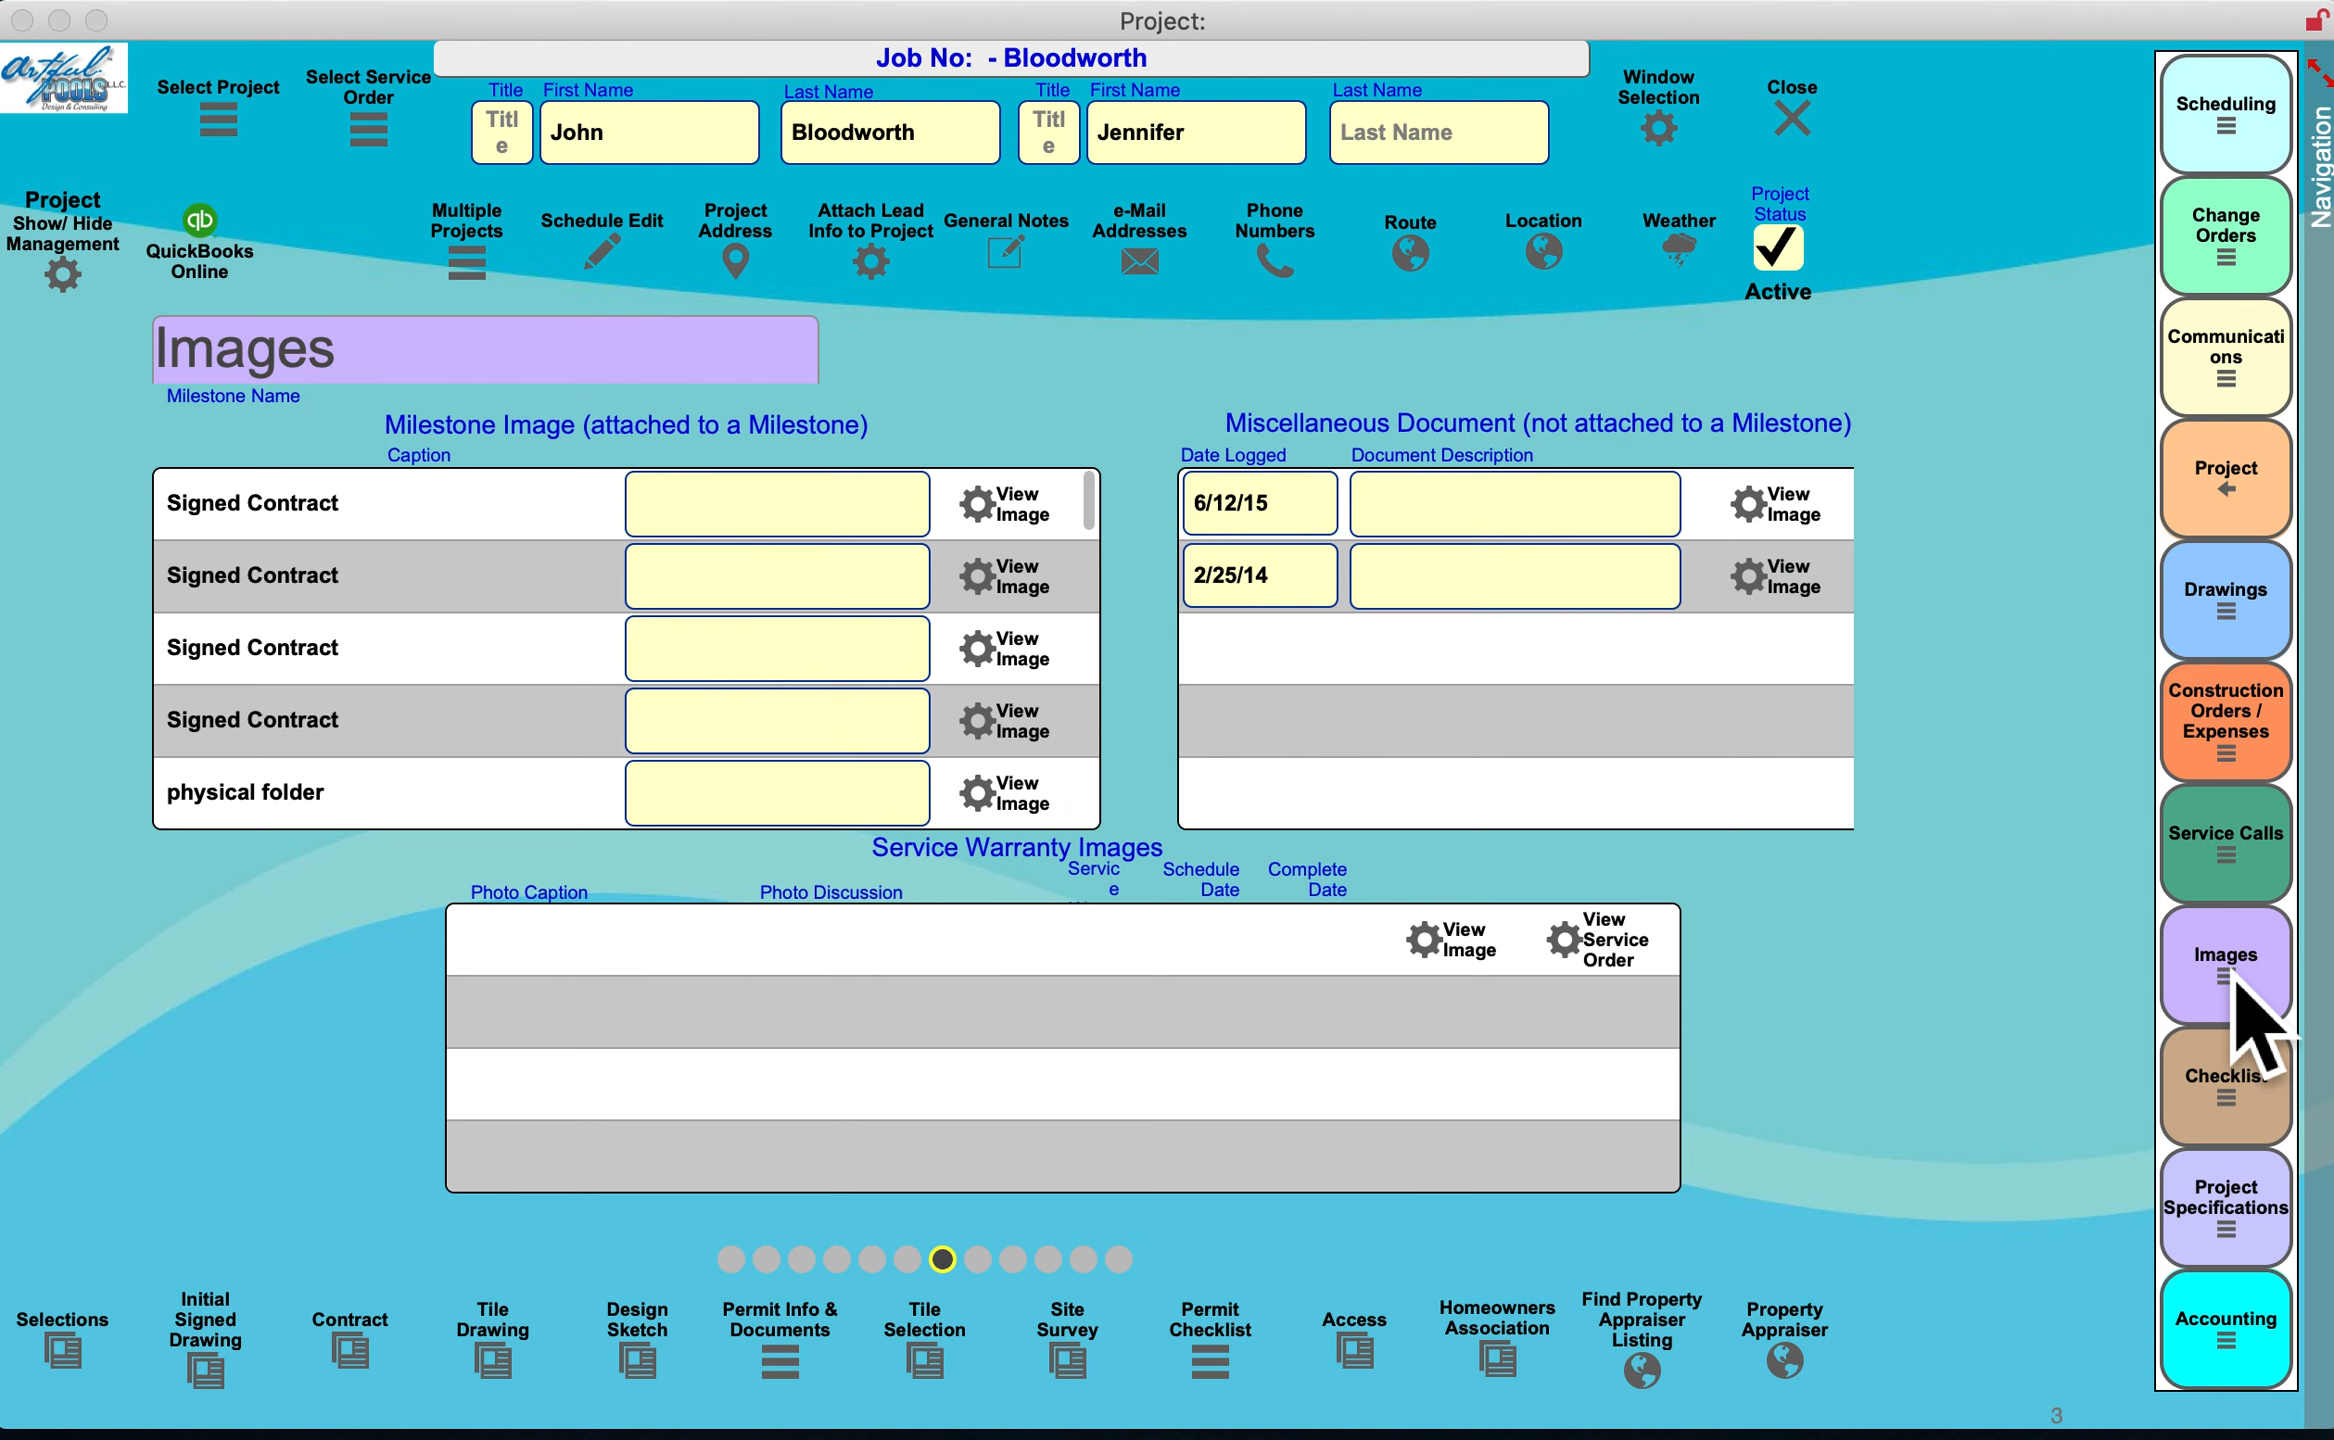 Project:
Artful
POOLS LLC.
Design & Consulting
Select Project
Select Service
Order
Job No:  - Bloodworth
Title
First Name
Last Name
Title
First Name
Last Name
Titl
e
John
Bloodworth
Titl
e
Jennifer
Last Name
Window
Selection
Close
Project
Show/ Hide
Management
qb
QuickBooks
Online
Multiple
Projects
Schedule Edit
Project
Address
Attach Lead
Info to Project
General Notes
e-Mail
Addresses
Phone
Numbers
Route
Location
Weather
Project
Status
Active
Images
Milestone Name
Milestone Image (attached to a Milestone)
Caption
Signed Contract
View
Image
Signed Contract
View
Image
Signed Contract
View
Image
Signed Contract
View
Image
physical folder
View
Image
Miscellaneous Document (not attached to a Milestone)
Date Logged
Document Description
6/12/15
View
Image
2/25/14
View
Image
Service Warranty Images
Photo Caption
Photo Discussion
Servic
e
Schedule
Date
Complete
Date
View
Image
View
Service
Order
Selections
Initial
Signed
Drawing
Contract
Tile
Drawing
Design
Sketch
Permit Info &
Documents
Tile
Selection
Site
Survey
Permit
Checklist
Access
Homeowners
Association
Find Property
Appraiser
Listing
Property
Appraiser
3
Scheduling
Change
Orders
Communicati
ons
Project
Drawings
Construction
Orders /
Expenses
Service Calls
Images
Checklis
Project
Specifications
Accounting
Navigation